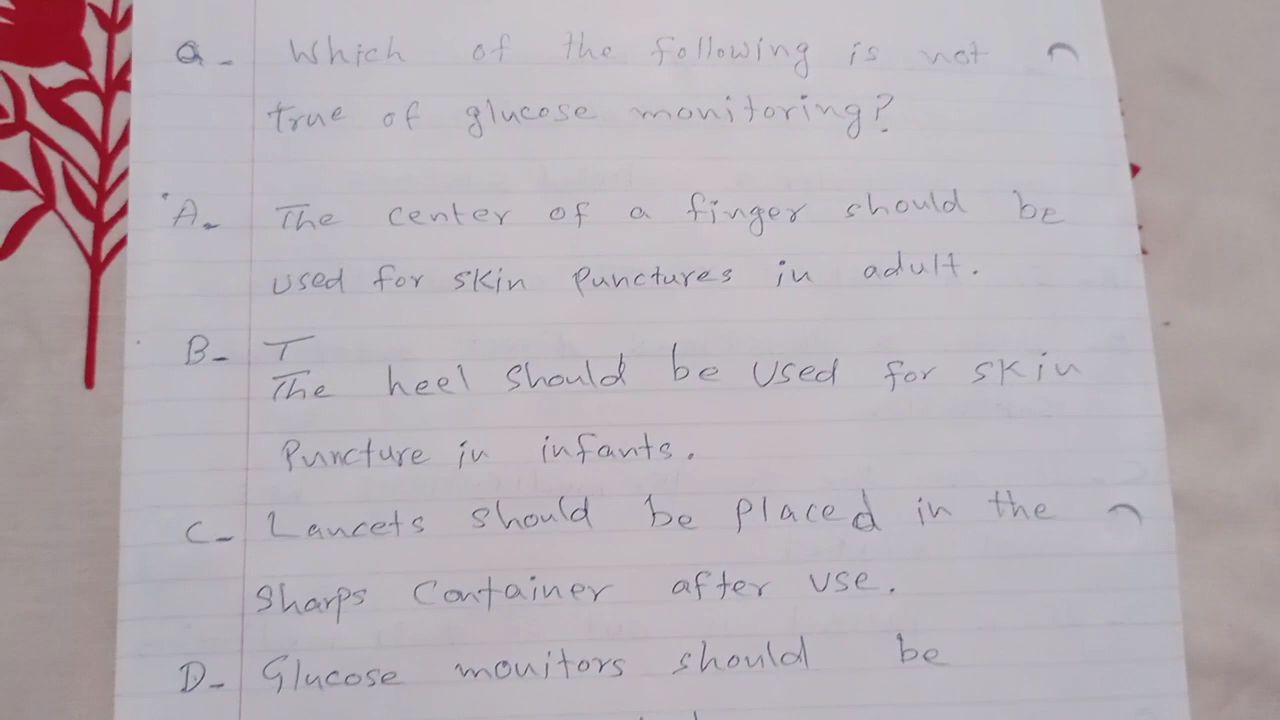 Q- Which of the following is not
true of glucose monitoring?
A- The center of a finger should be
used for skin punctures in adult.
B- T
The heel should be used for skin
puncture in infants.
C- Lancets should be placed in the
sharps container after use.
D- Glucose monitors should be